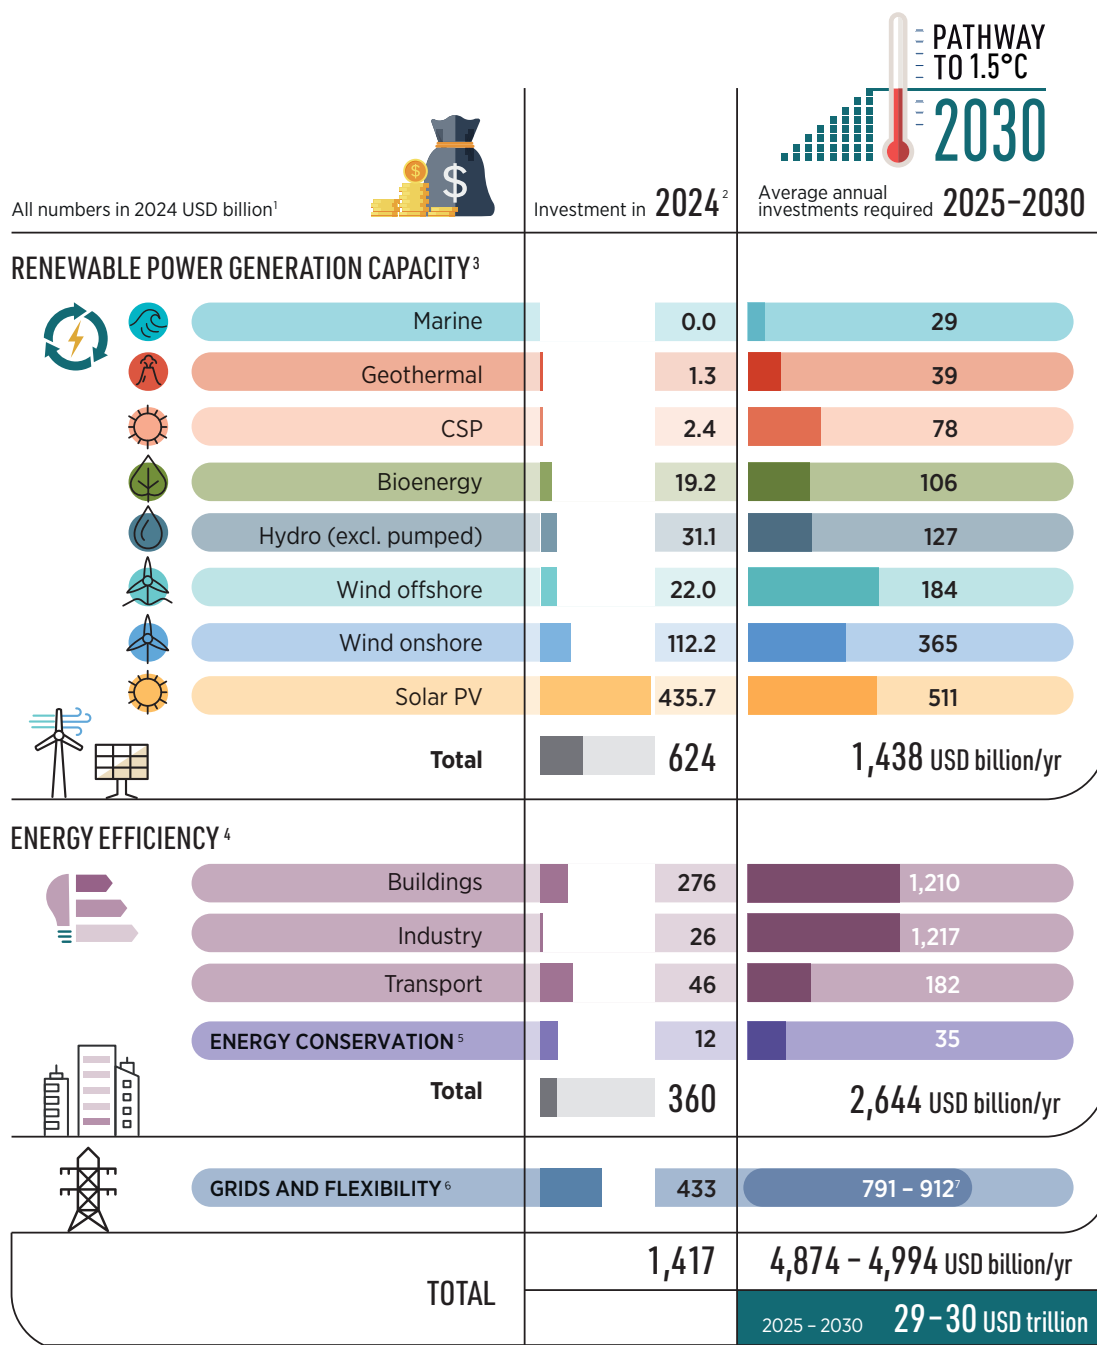 PATHWAY
TO 1.5°C
2030
All numbers in 2024 USD billion¹
$
$
Investment in 2024²
Average annual
investments required 2025–2030
RENEWABLE POWER GENERATION CAPACITY³
Marine 0.0 29
Geothermal 1.3 39
CSP 2.4 78
Bioenergy 19.2 106
Hydro (excl. pumped) 31.1 127
Wind offshore 22.0 184
Wind onshore 112.2 365
Solar PV 435.7 511
Total 624 1,438 USD billion/yr
ENERGY EFFICIENCY⁴
Buildings 276 1,210
Industry 26 1,217
Transport 46 182
ENERGY CONSERVATION⁵ 12 35
Total 360 2,644 USD billion/yr
GRIDS AND FLEXIBILITY⁶ 433 791 – 912⁷
1,417 4,874 – 4,994 USD billion/yr
TOTAL
2025 – 2030 29–30 USD trillion